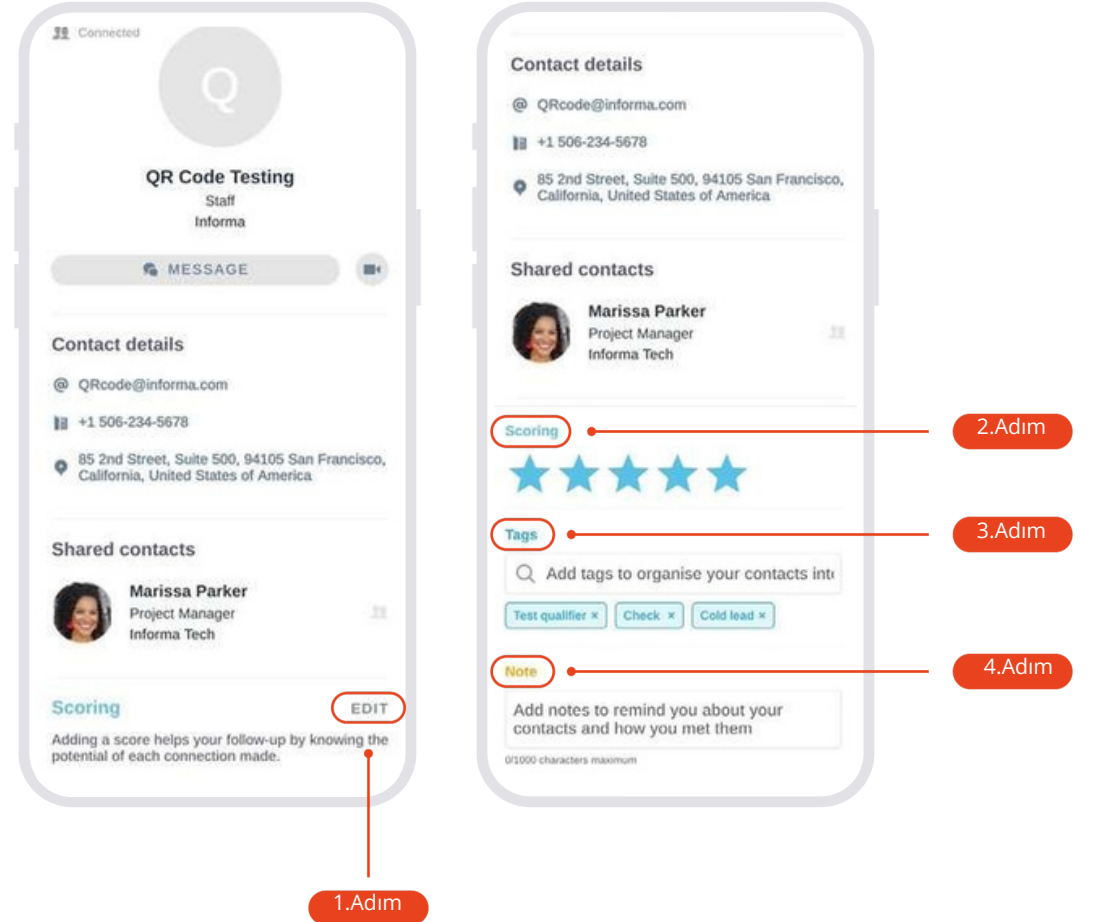 Connected
Q
QR Code Testing
Staff
Informa
MESSAGE
Contact details
@ QRcode@informa.com
+1 506-234-5678
85 2nd Street, Suite 500, 94105 San Francisco,
California, United States of America
Shared contacts
Marissa Parker
Project Manager
Informa Tech
Scoring
EDIT
Adding a score helps your follow-up by knowing the
potential of each connection made.
1.Adım
Contact details
@ QRcode@informa.com
+1 506-234-5678
85 2nd Street, Suite 500, 94105 San Francisco,
California, United States of America
Shared contacts
Marissa Parker
Project Manager
Informa Tech
Scoring
2.Adım
Tags
3.Adım
Add tags to organise your contacts int
Test qualifier ×
Check ×
Cold lead ×
Note
4.Adım
Add notes to remind you about your
contacts and how you met them
0/1000 characters maximum